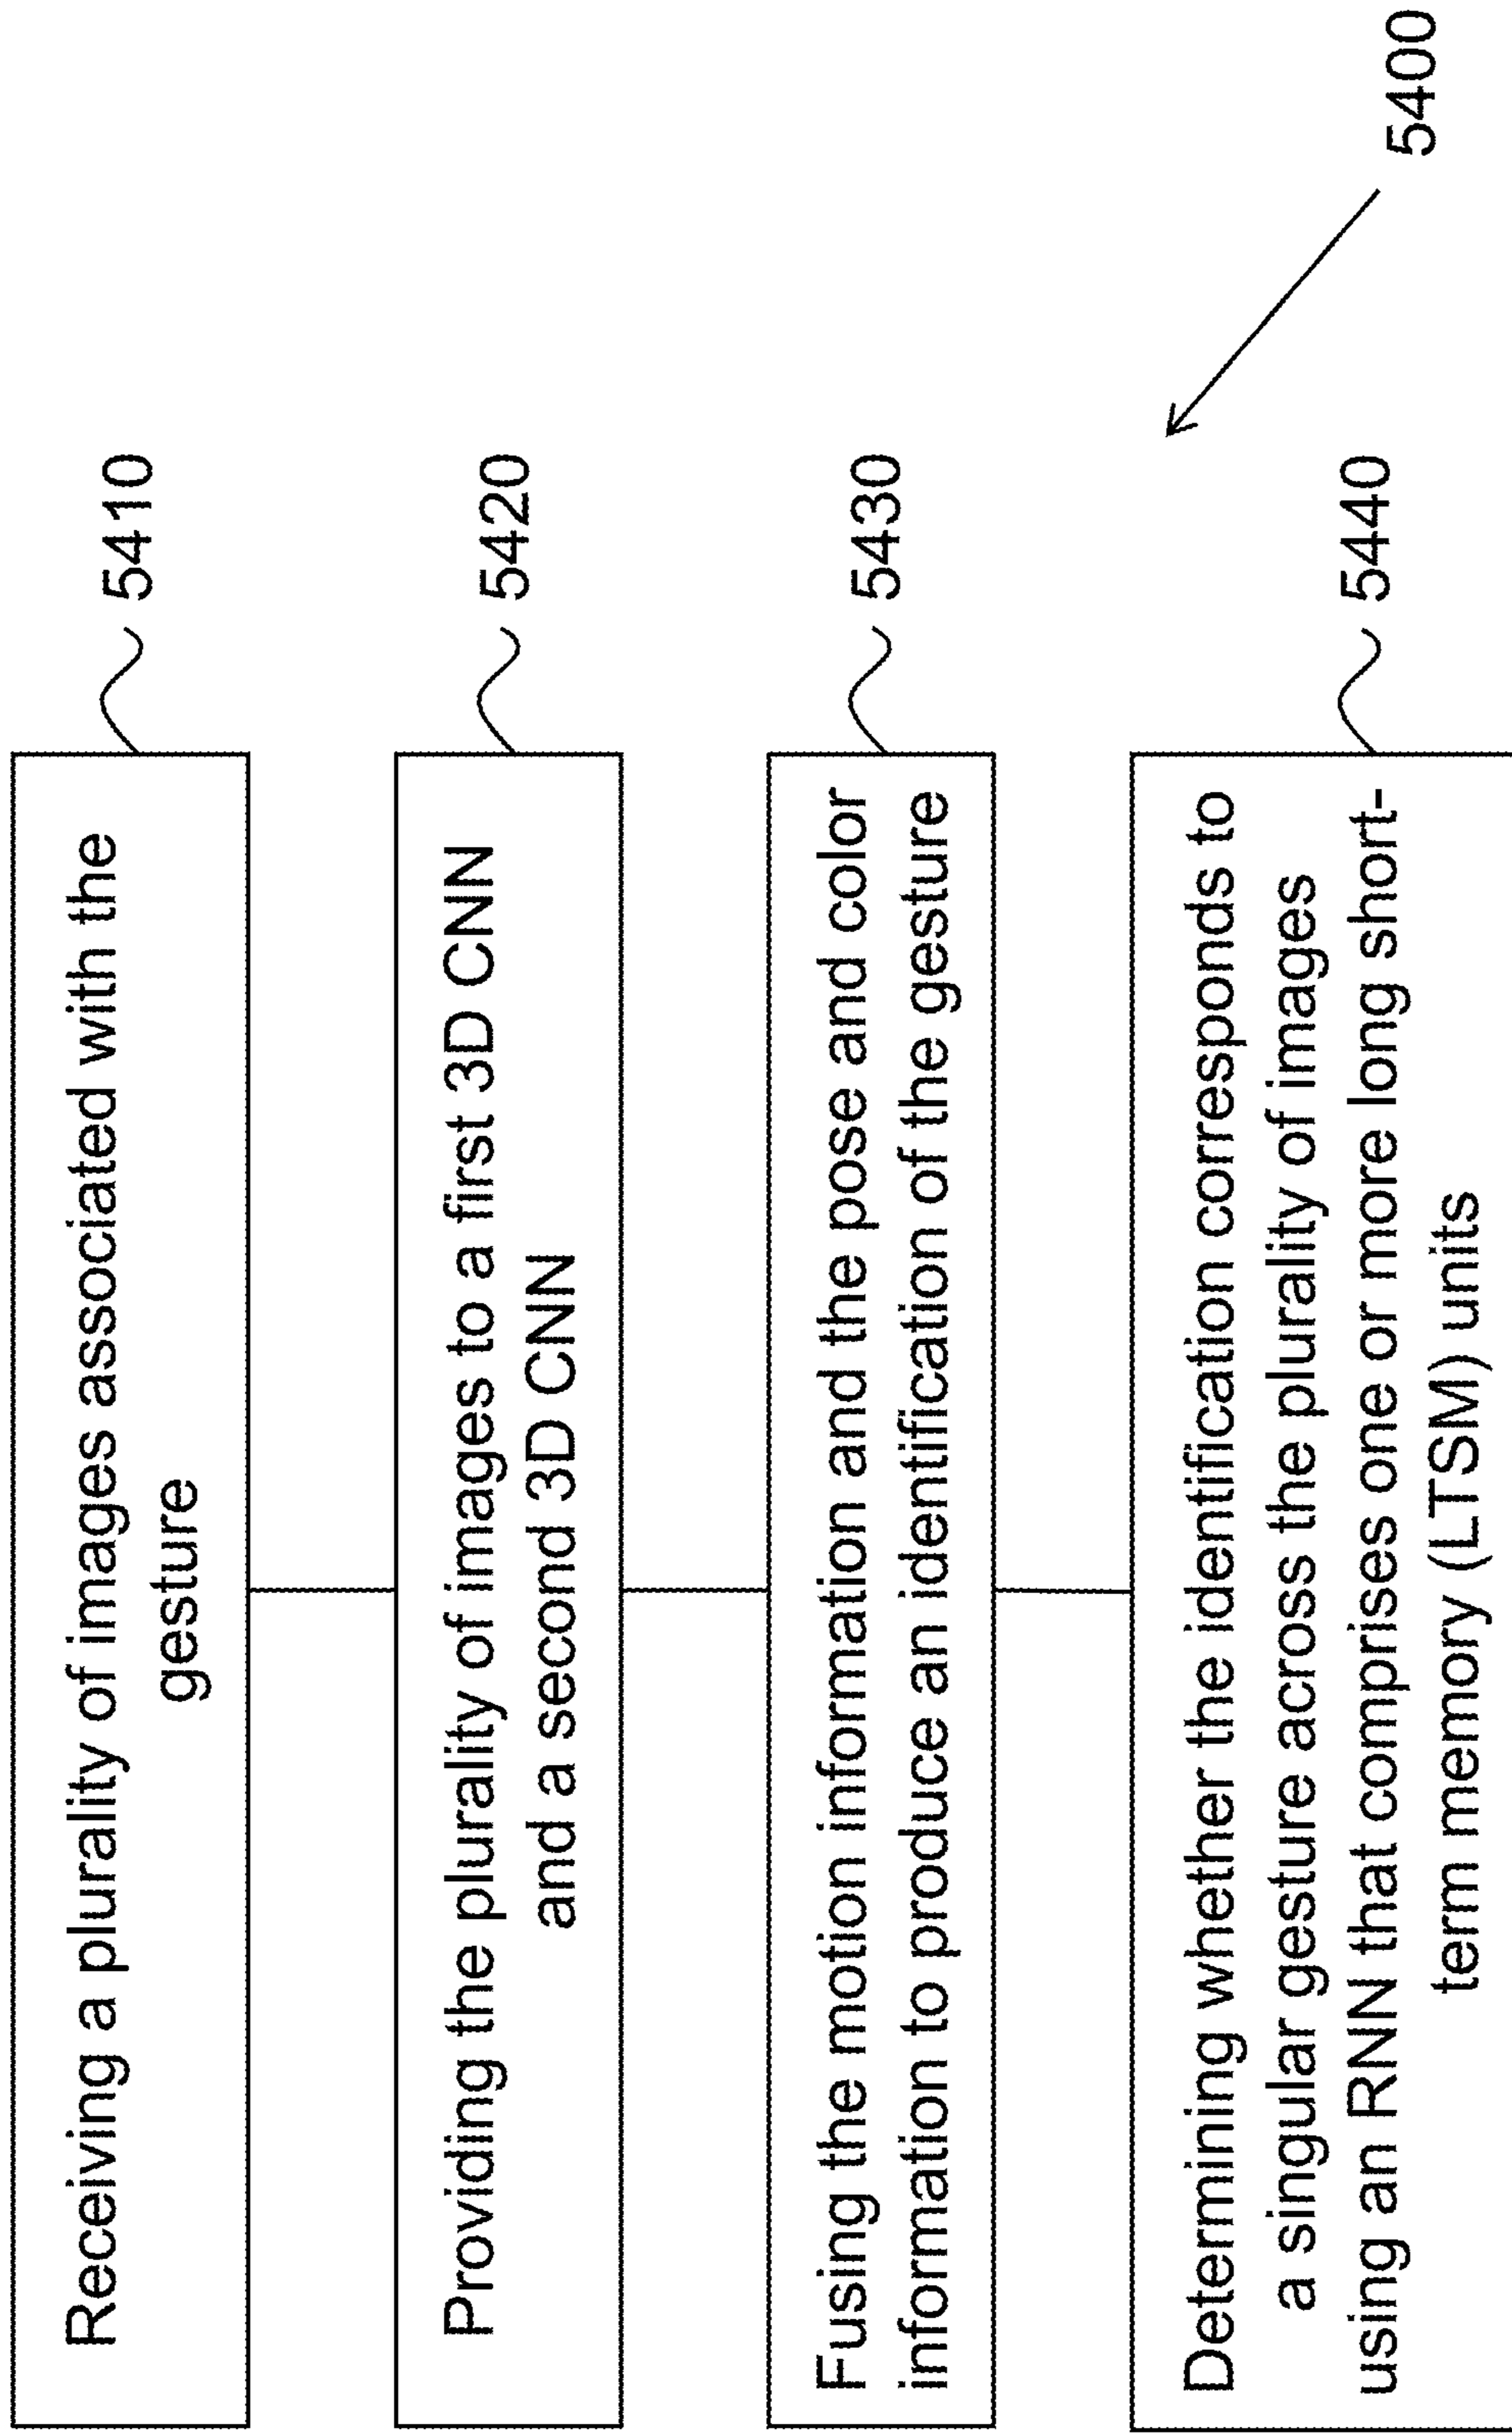 Receiving a plurality of images associated with the
gesture
5410
Providing the plurality of images to a first 3D CNN
and a second 3D CNN
5420
Fusing the motion information and the pose and color
information to produce an identification of the gesture
5430
Determining whether the identification corresponds to
a singular gesture across the plurality of images
using an RNN that comprises one or more long short-
term memory (LTSM) units
5440
5400